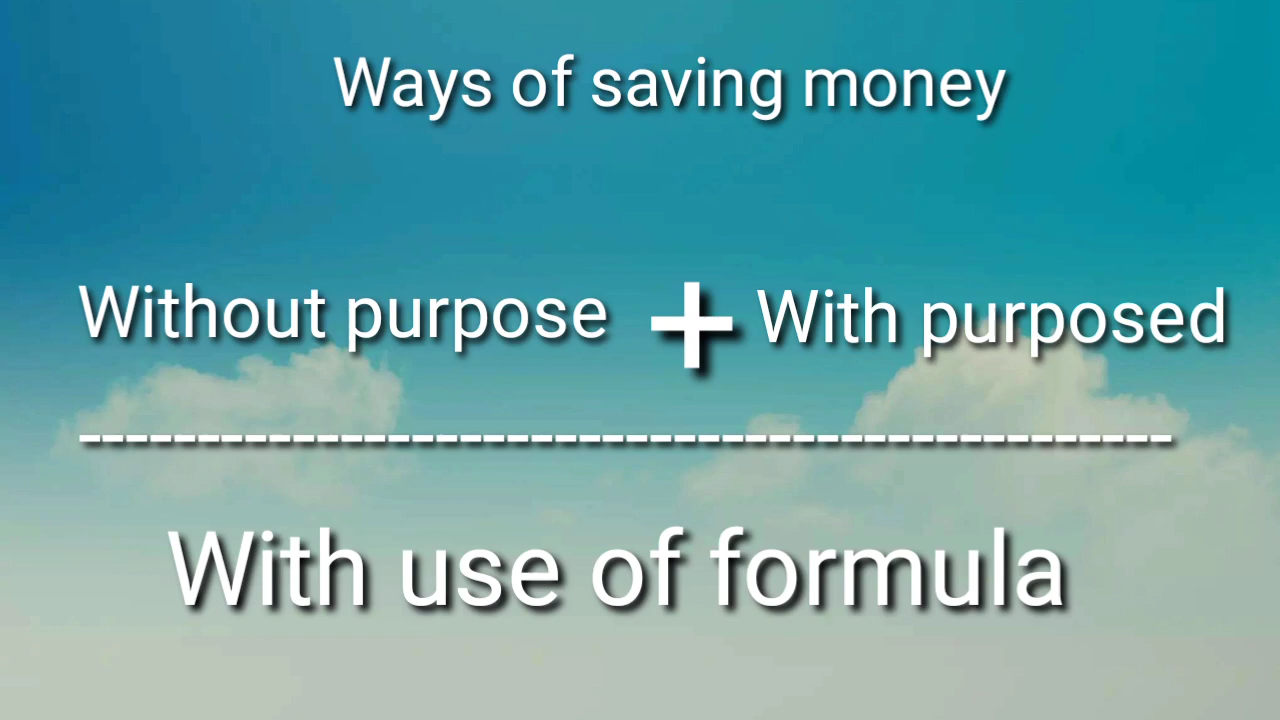 Ways of saving money
Without purpose + With purposed
----------------------------------------------
With use of formula